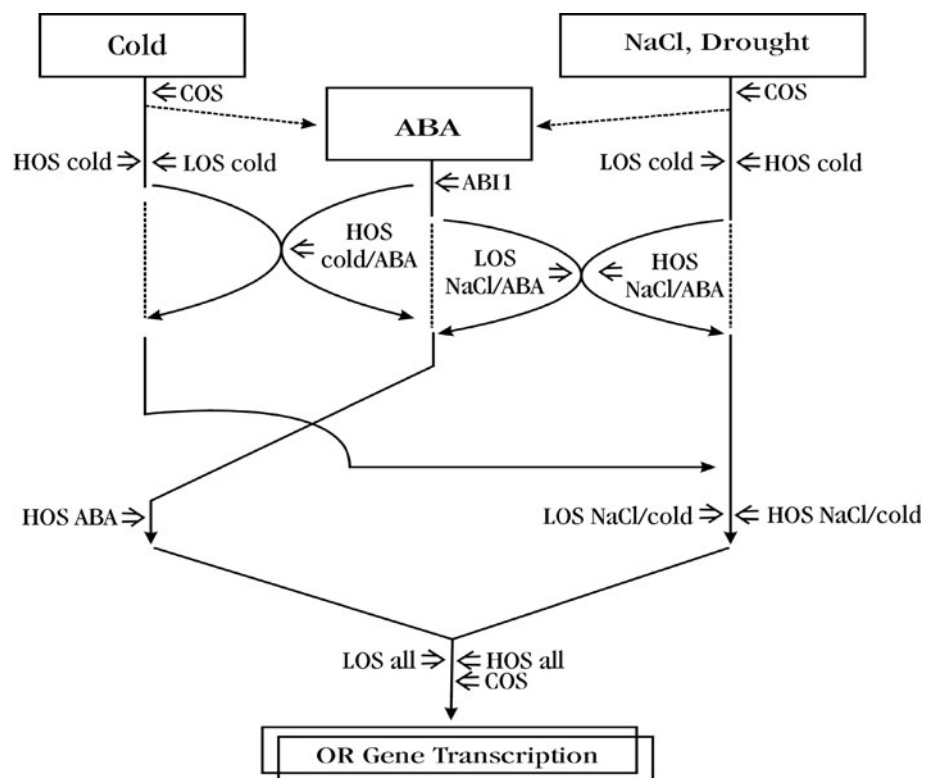 Cold
NaCl, Drought
COS
COS
ABA
HOS cold
LOS cold
LOS cold
HOS cold
ABI1
HOS
cold/ABA
LOS
NaCl/ABA
HOS
NaCl/ABA
HOS ABA
LOS NaCl/cold
HOS NaCl/cold
LOS all
HOS all
COS
OR Gene Transcription